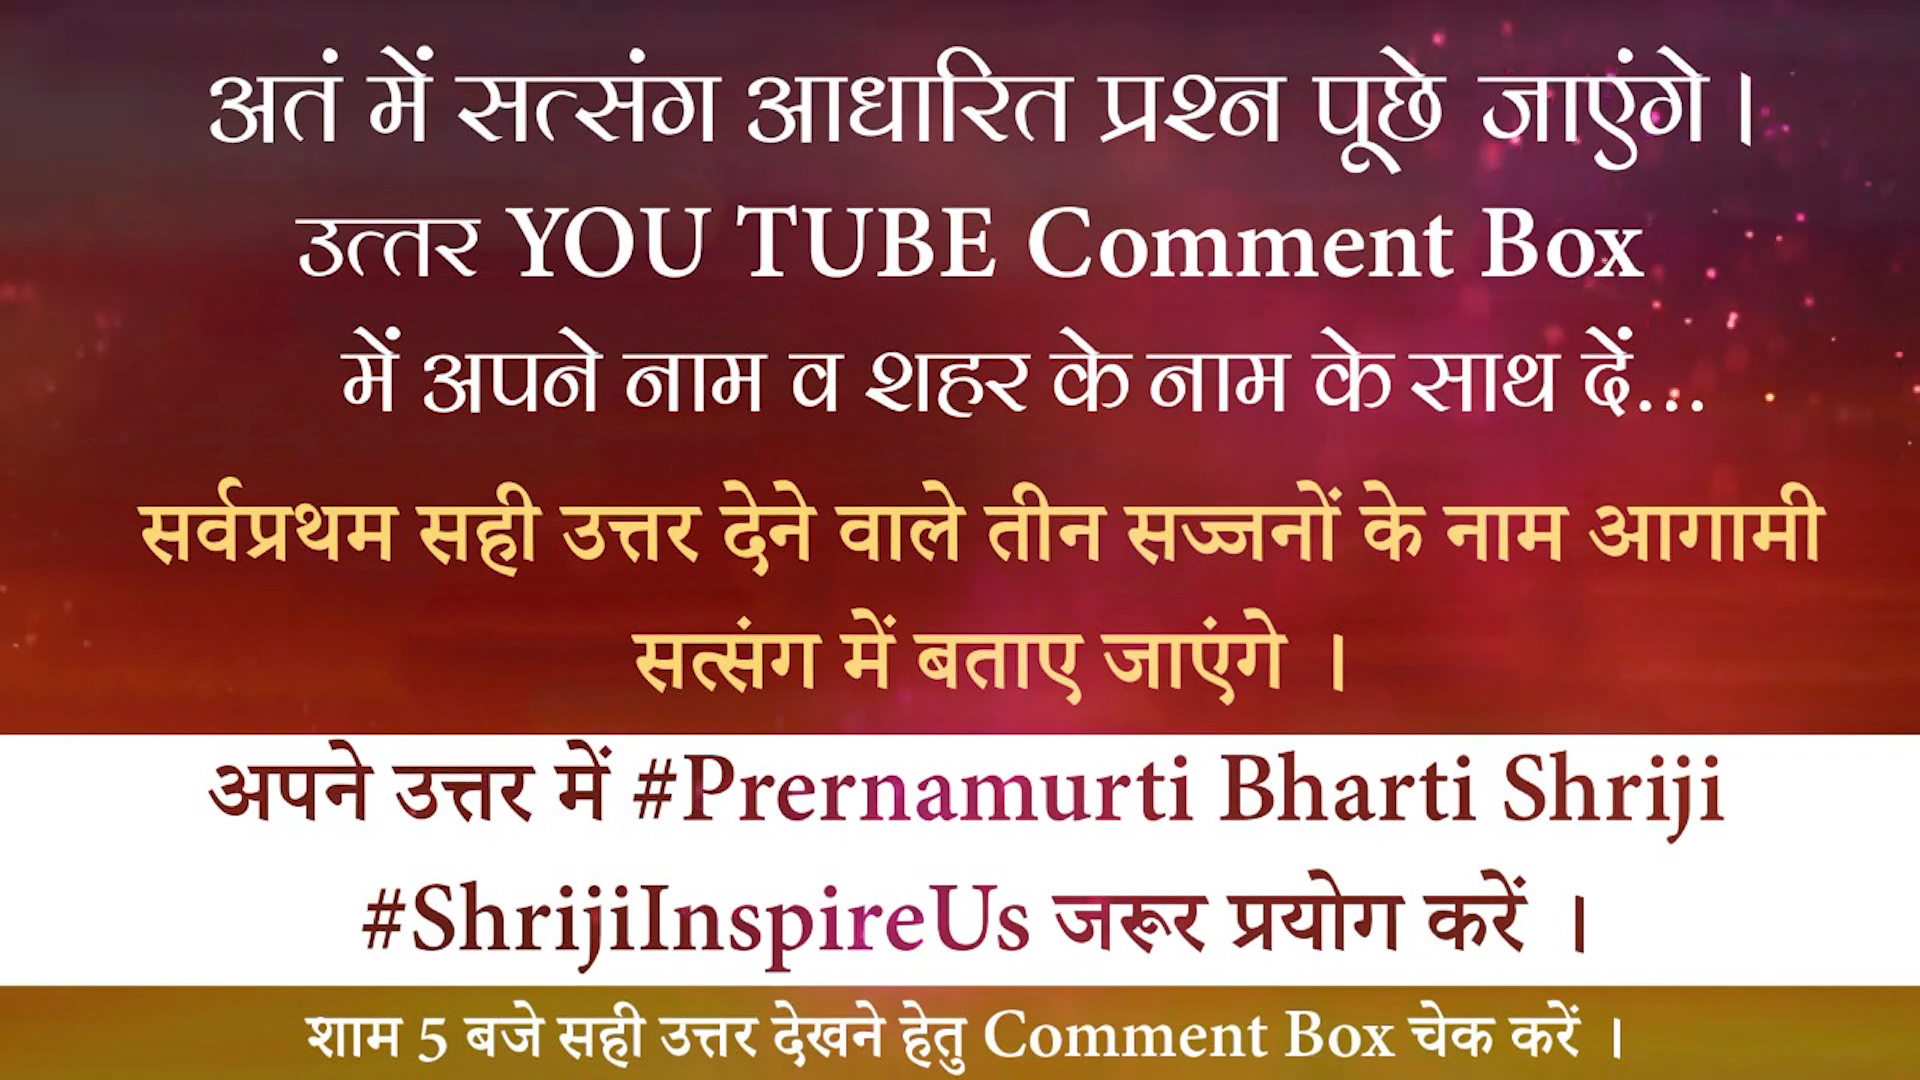 अतं में सत्संग आधारित प्रश्न पूछे जाएंगे।
उत्तर YOU TUBE Comment Box
में अपने नाम व शहर के नाम के साथ दें...
सर्वप्रथम सही उत्तर देने वाले तीन सज्जनों के नाम आगामी
सत्संग में बताए जाएंगे ।
अपने उत्तर में #Prernamurti Bharti Shriji
#ShrijiInspireUs जरूर प्रयोग करें ।
शाम 5 बजे सही उत्तर देखने हेतु Comment Box चेक करें ।